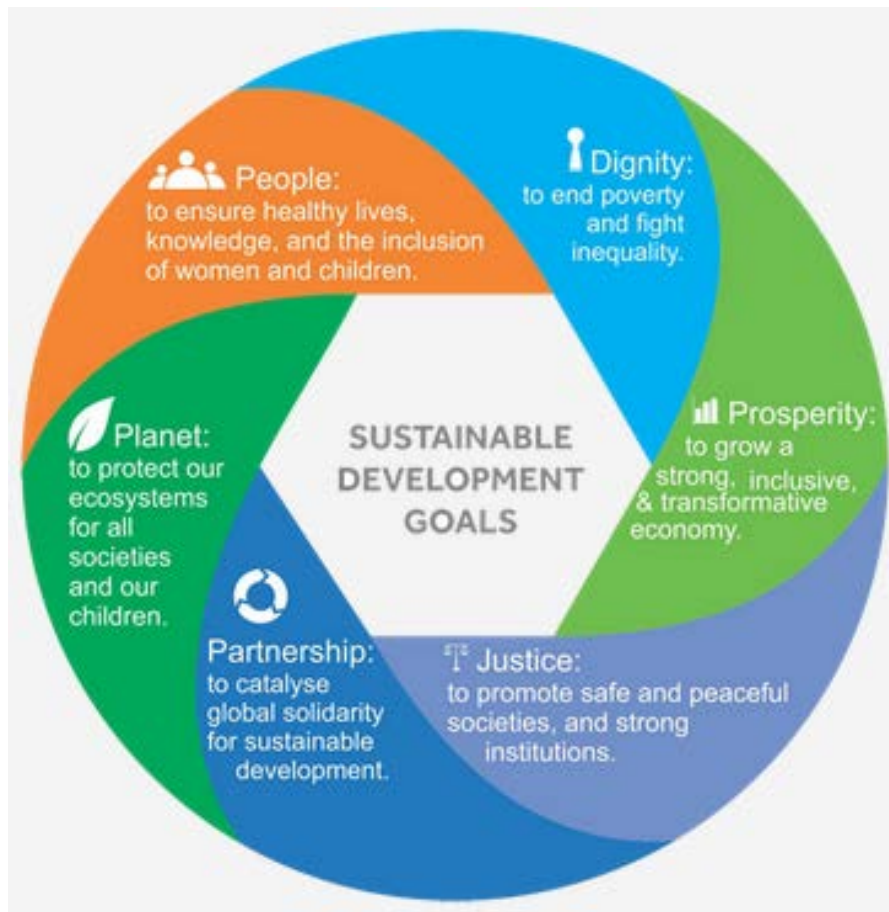 People:
to ensure healthy lives,
knowledge, and the inclusion
of women and children.
Dignity:
to end poverty
and fight
inequality.
Prosperity:
to grow a
strong, inclusive,
& transformative
economy.
Justice:
to promote safe and peaceful
societies, and strong
institutions.
Partnership:
to catalyse
global solidarity
for sustainable
development.
Planet:
to protect our
ecosystems
for all
societies
and our
children.
SUSTAINABLE
DEVELOPMENT
GOALS